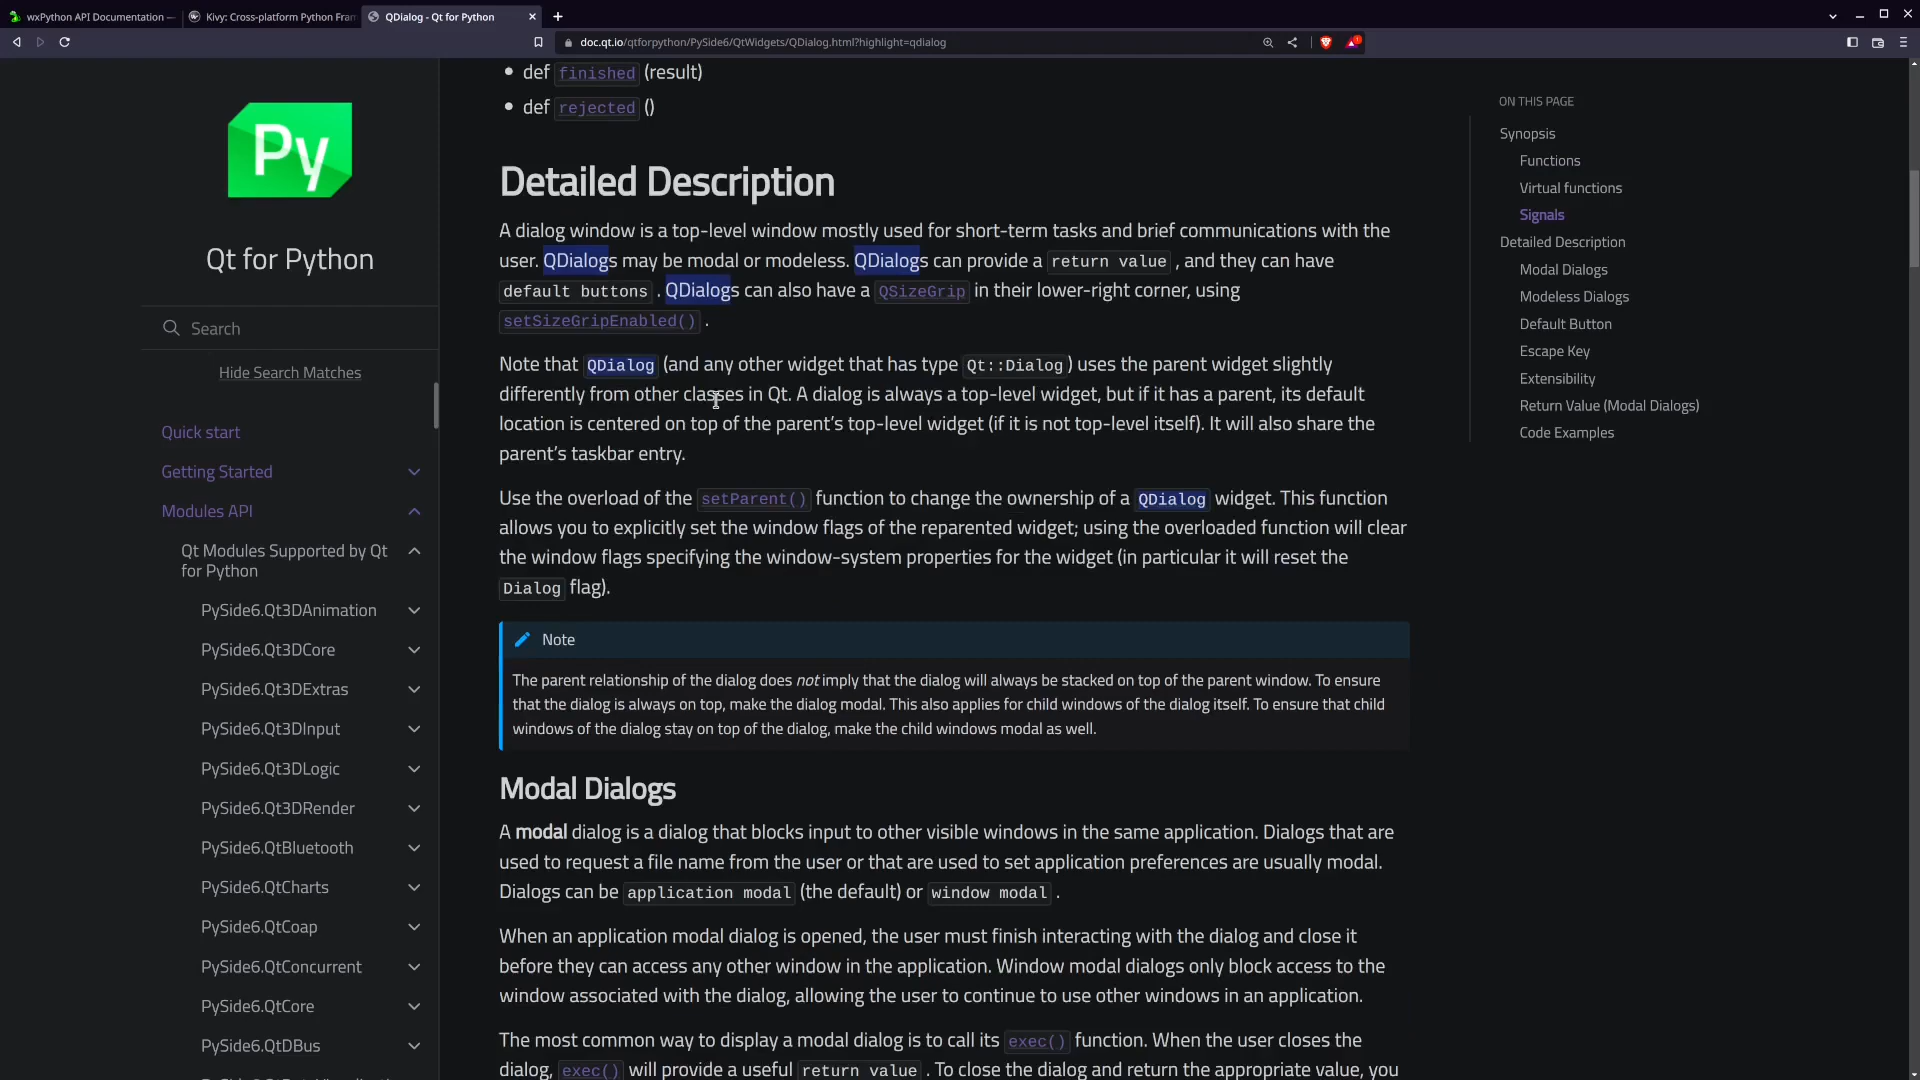 wxPython API Documentation —
Kivy: Cross-platform Python Fram
QDialog - Qt for Python
doc.qt.io/qtforpython/PySide6/QtWidgets/QDialog.html?highlight=qdialog
Py
Qt for Python
Search
Hide Search Matches
Quick start
Getting Started
Modules API
Qt Modules Supported by Qt
for Python
PySide6.Qt3DAnimation
PySide6.Qt3DCore
PySide6.Qt3DExtras
PySide6.Qt3DInput
PySide6.Qt3DLogic
PySide6.Qt3DRender
PySide6.QtBluetooth
PySide6.QtCharts
PySide6.QtCoap
PySide6.QtConcurrent
PySide6.QtCore
PySide6.QtDBus
def finished (result)
def rejected ()
Detailed Description
A dialog window is a top-level window mostly used for short-term tasks and brief communications with the
user. QDialogs may be modal or modeless. QDialogs can provide a return value , and they can have
default buttons . QDialogs can also have a QSizeGrip in their lower-right corner, using
setSizeGripEnabled() .
Note that QDialog (and any other widget that has type Qt::Dialog ) uses the parent widget slightly
differently from other classes in Qt. A dialog is always a top-level widget, but if it has a parent, its default
location is centered on top of the parent’s top-level widget (if it is not top-level itself). It will also share the
parent’s taskbar entry.
Use the overload of the setParent() function to change the ownership of a QDialog widget. This function
allows you to explicitly set the window flags of the reparented widget; using the overloaded function will clear
the window flags specifying the window-system properties for the widget (in particular it will reset the
Dialog flag).
Note
The parent relationship of the dialog does not imply that the dialog will always be stacked on top of the parent window. To ensure
that the dialog is always on top, make the dialog modal. This also applies for child windows of the dialog itself. To ensure that child
windows of the dialog stay on top of the dialog, make the child windows modal as well.
Modal Dialogs
A modal dialog is a dialog that blocks input to other visible windows in the same application. Dialogs that are
used to request a file name from the user or that are used to set application preferences are usually modal.
Dialogs can be application modal (the default) or window modal .
When an application modal dialog is opened, the user must finish interacting with the dialog and close it
before they can access any other window in the application. Window modal dialogs only block access to the
window associated with the dialog, allowing the user to continue to use other windows in an application.
The most common way to display a modal dialog is to call its exec() function. When the user closes the
dialog, exec() will provide a useful return value . To close the dialog and return the appropriate value, you
ON THIS PAGE
Synopsis
Functions
Virtual functions
Signals
Detailed Description
Modal Dialogs
Modeless Dialogs
Default Button
Escape Key
Extensibility
Return Value (Modal Dialogs)
Code Examples